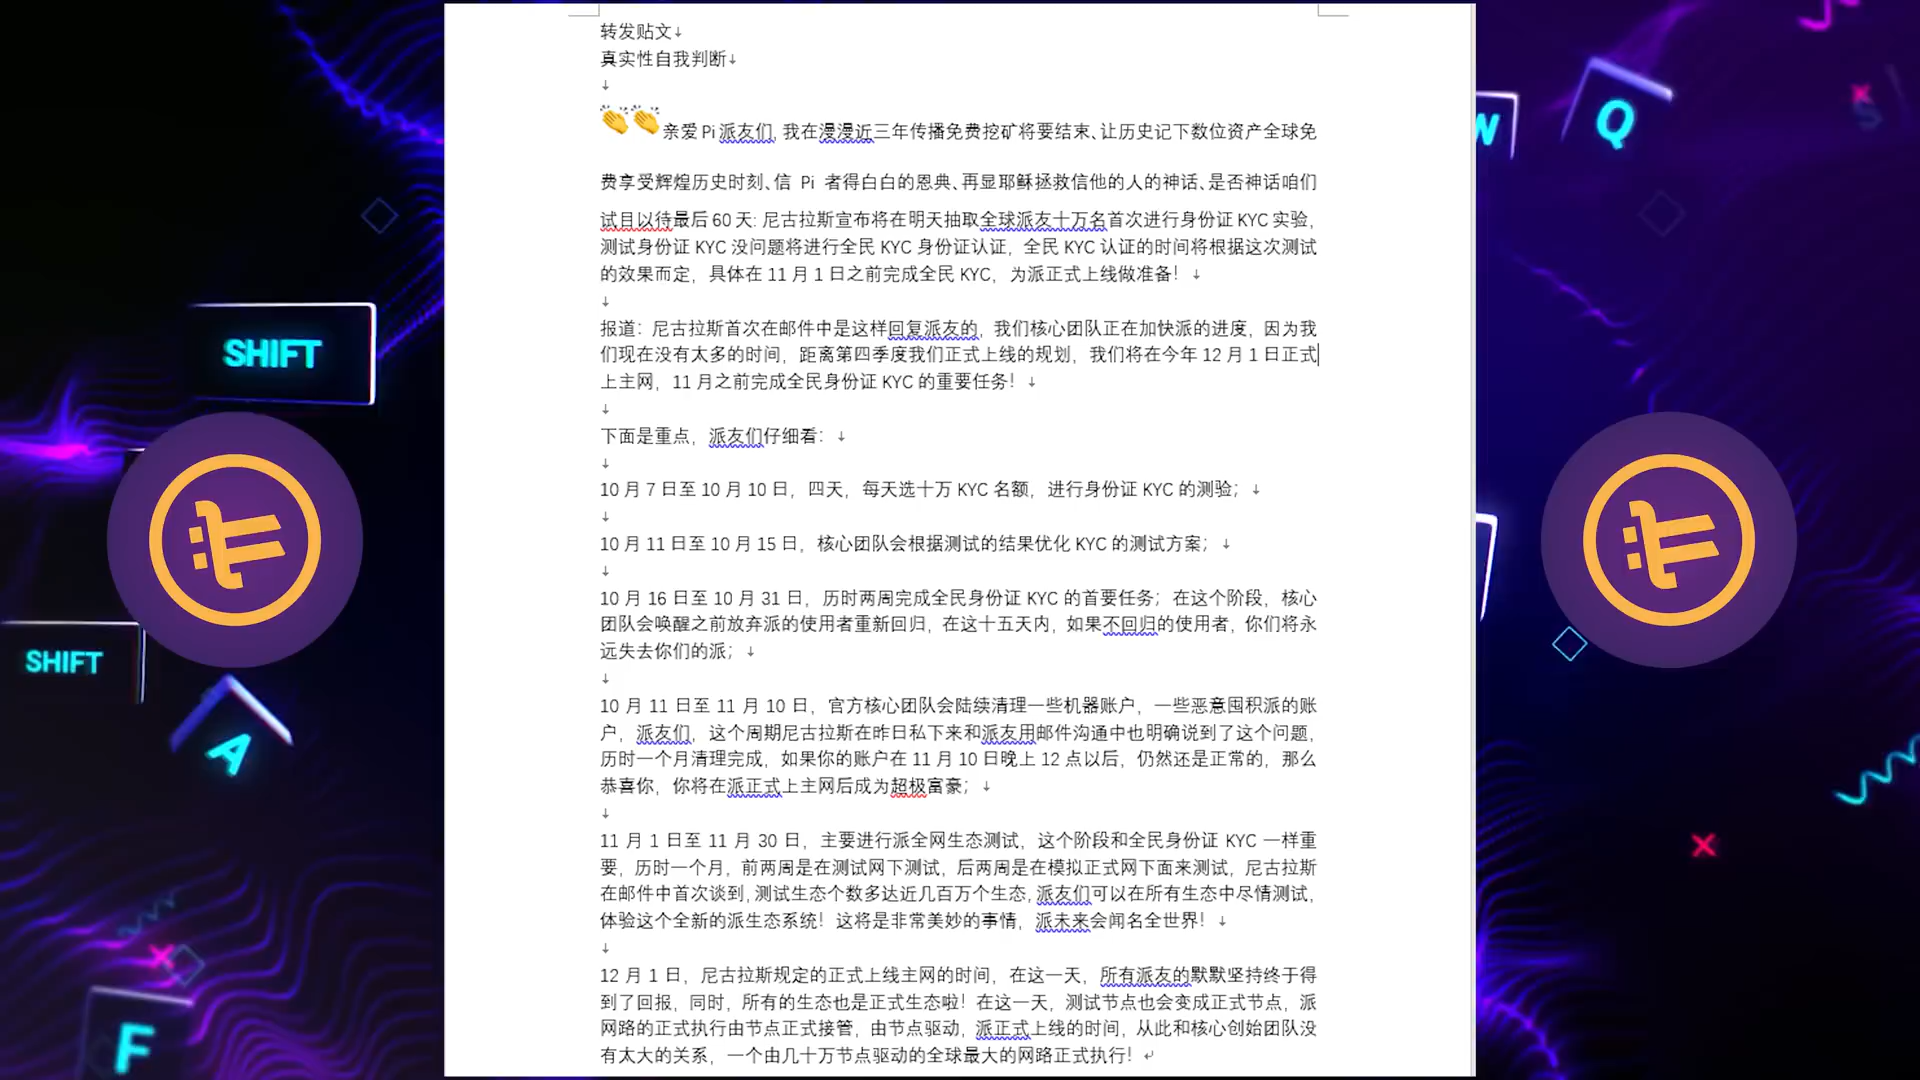 转发贴文
真实性自我判断
👏👏亲爱 Pi 派友们, 我在漫漫近三年传播免费挖矿将要结束、让历史记下数位资产全球免
费享受辉煌历史时刻、信 Pi 者得白白的恩典、再显耶稣拯救信他的人的神话、是否神话咱们
试目以待最后 60 天: 尼古拉斯宣布将在明天抽取全球派友十万名首次进行身份证 KYC 实验，
测试身份证 KYC 没问题将进行全民 KYC 身份证认证，全民 KYC 认证的时间将根据这次测试
的效果而定，具体在 11 月 1 日之前完成全民 KYC，为派正式上线做准备！
报道：尼古拉斯首次在邮件中是这样回复派友的，我们核心团队正在加快派的进度，因为我
们现在没有太多的时间，距离第四季度我们正式上线的规划，我们将在今年 12 月 1 日正式
上主网，11 月之前完成全民身份证 KYC 的重要任务！
下面是重点，派友们仔细看：
10 月 7 日至 10 月 10 日，四天，每天选十万 KYC 名额，进行身份证 KYC 的测验；
10 月 11 日至 10 月 15 日，核心团队会根据测试的结果优化 KYC 的测试方案；
10 月 16 日至 10 月 31 日，历时两周完成全民身份证 KYC 的首要任务；在这个阶段，核心
团队会唤醒之前放弃派的使用者重新回归，在这十五天内，如果不回归的使用者，你们将永
远失去你们的派；
10 月 11 日至 11 月 10 日，官方核心团队会陆续清理一些机器账户，一些恶意囤积派的账
户，派友们，这个周期尼古拉斯在昨日私下来和派友用邮件沟通中也明确说到了这个问题，
历时一个月清理完成，如果你的账户在 11 月 10 日晚上 12 点以后，仍然还是正常的，那么
恭喜你，你将在派正式上主网后成为超极富豪；
11 月 1 日至 11 月 30 日，主要进行派全网生态测试，这个阶段和全民身份证 KYC 一样重
要，历时一个月，前两周是在测试网下测试，后两周是在模拟正式网下面来测试，尼古拉斯
在邮件中首次谈到, 测试生态个数多达近几百万个生态, 派友们可以在所有生态中尽情测试，
体验这个全新的派生态系统！这将是非常美妙的事情，派未来会闻名全世界！
12 月 1 日，尼古拉斯规定的正式上线主网的时间，在这一天，所有派友的默默坚持终于得
到了回报，同时，所有的生态也是正式生态啦！在这一天，测试节点也会变成正式节点，派
网路的正式执行由节点正式接管，由节点驱动，派正式上线的时间，从此和核心创始团队没
有太大的关系，一个由几十万节点驱动的全球最大的网路正式执行！
SHIFT
SHIFT
A
F
W
Q
S